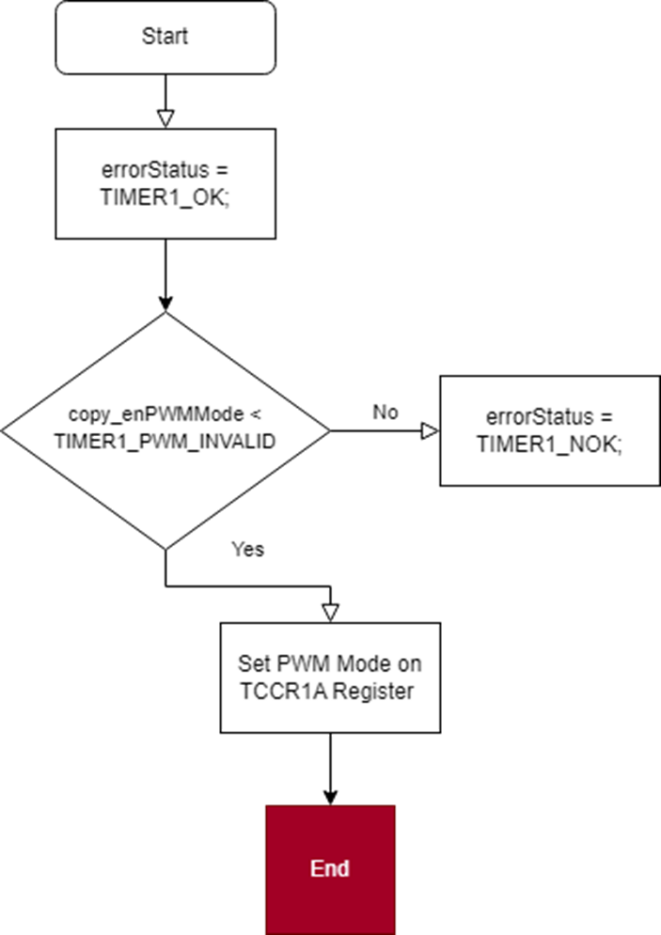 Start
errorStatus =
TIMER1_OK;
copy_enPWMMode <
TIMER1_PWM_INVALID
No
errorStatus =
TIMER1_NOK;
Yes
Set PWM Mode on
TCCR1A Register
End